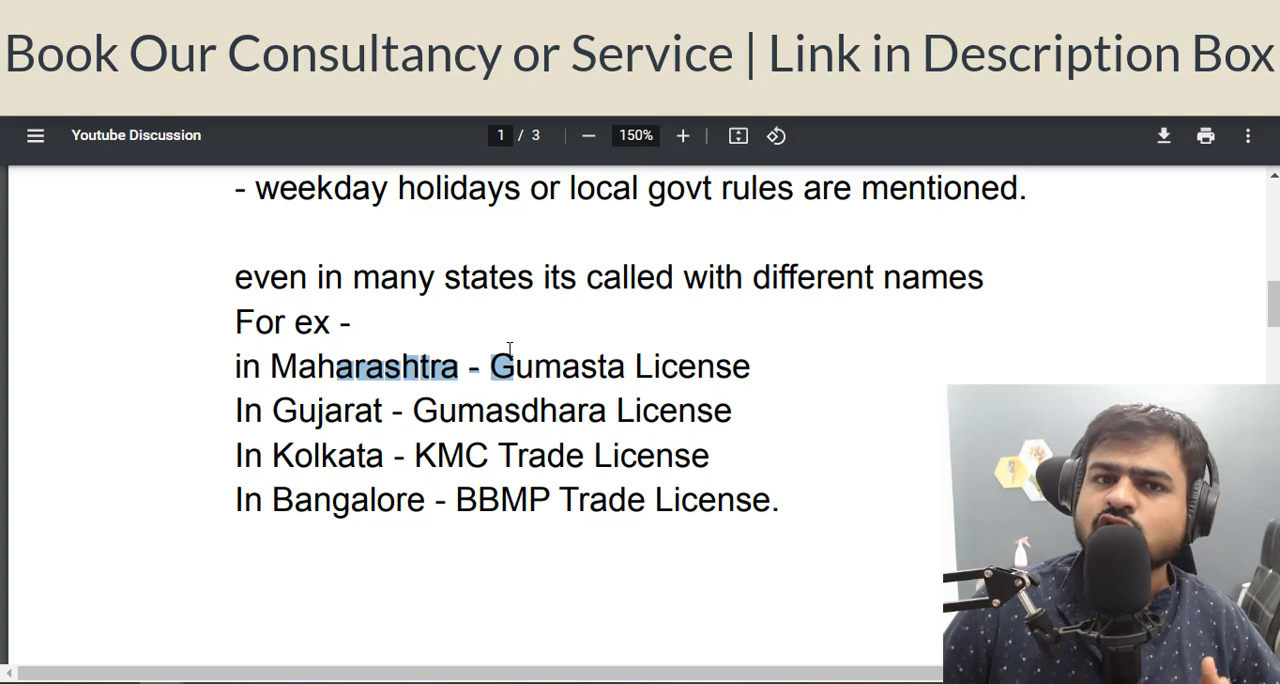 Book Our Consultancy or Service | Link in Description Box
Youtube Discussion
1 / 3
150%
- weekday holidays or local govt rules are mentioned.
even in many states its called with different names
For ex -
in Maharashtra - Gumasta License
In Gujarat - Gumasdhara License
In Kolkata - KMC Trade License
In Bangalore - BBMP Trade License.